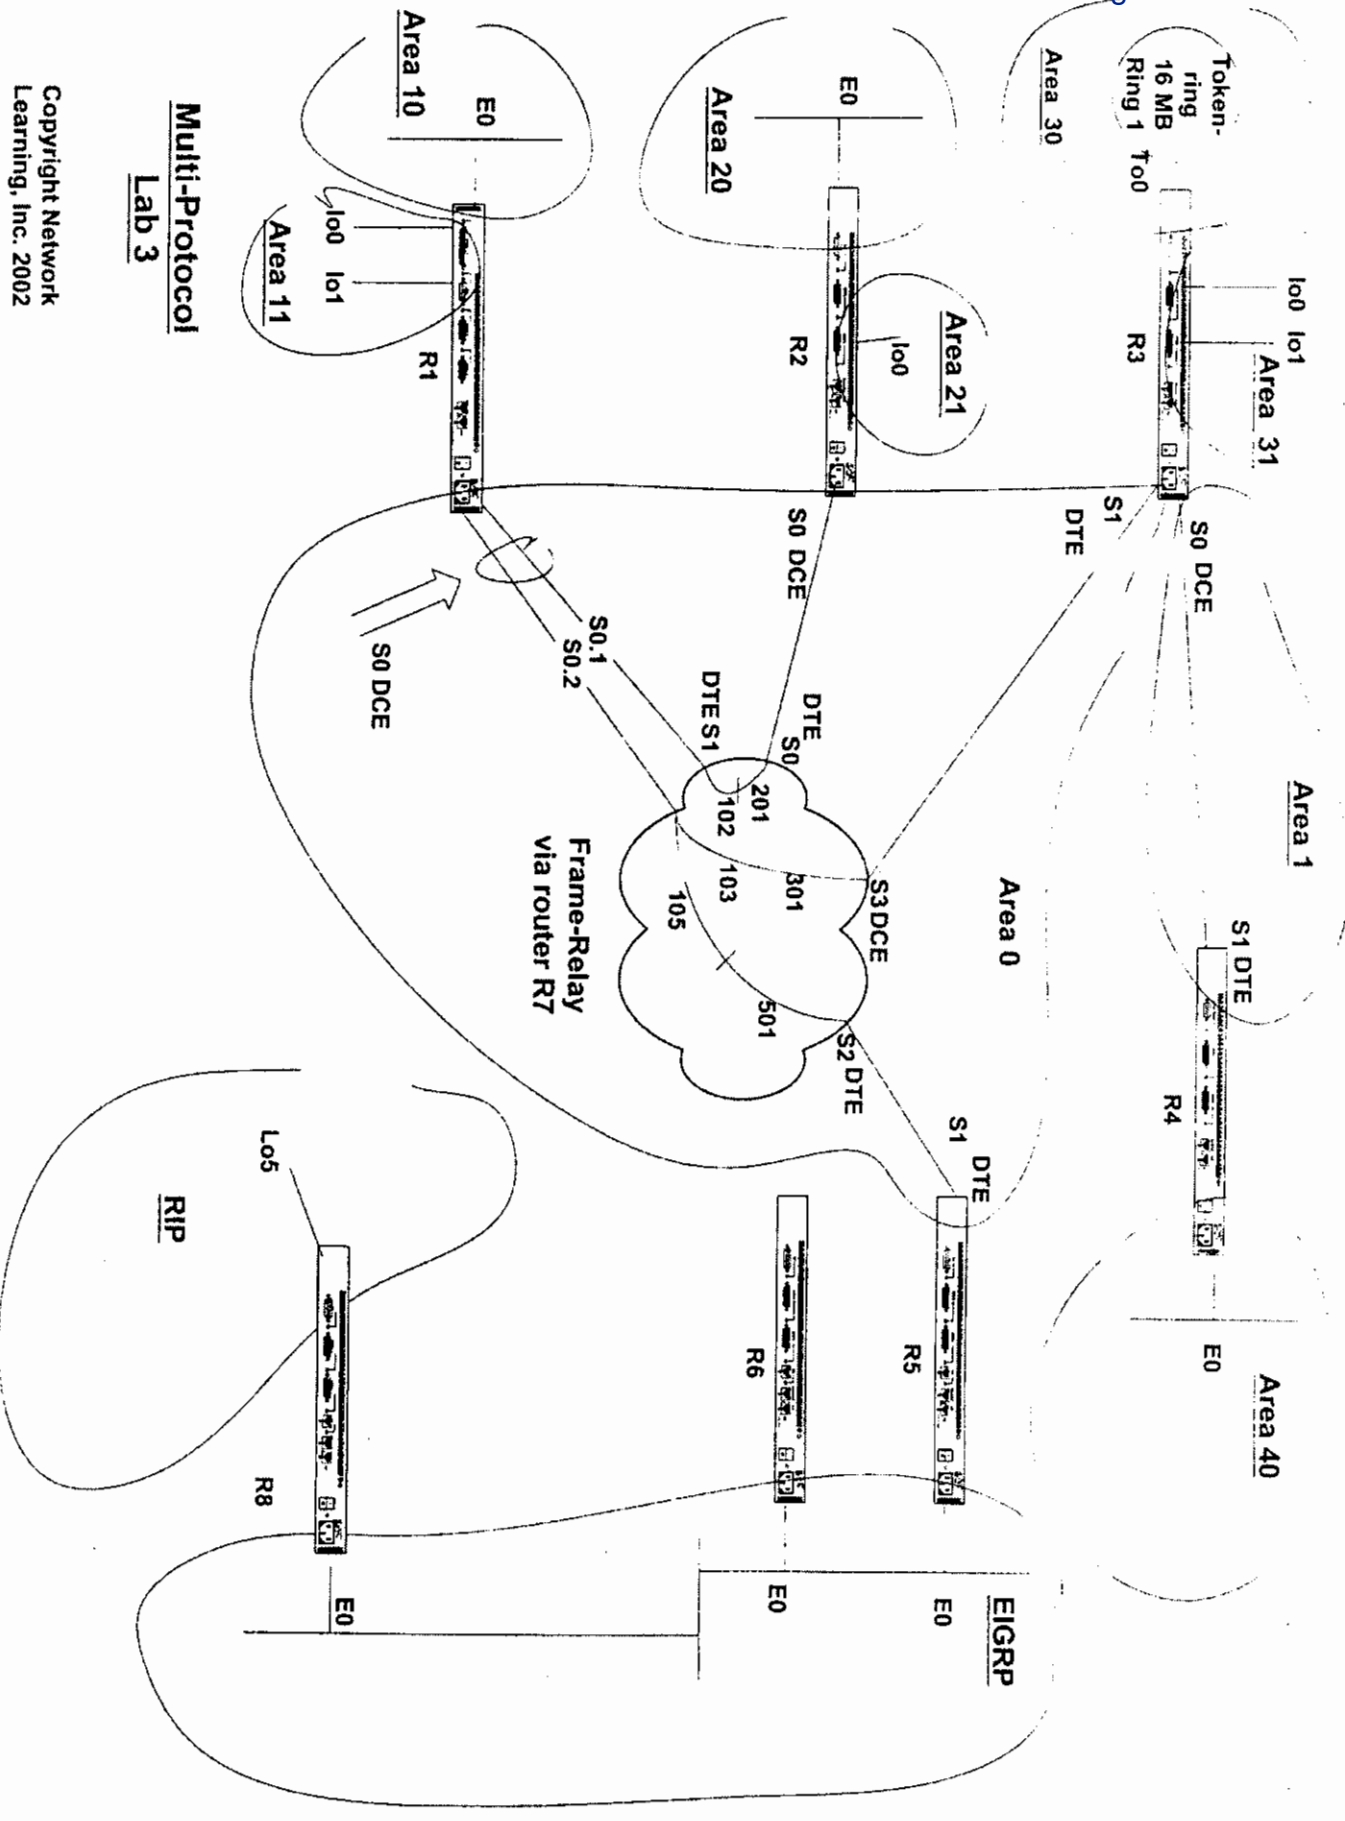 Multi-Protocol
Lab 3
Copyright Network
Learning, Inc. 2002
Token-
ring
16 MB
Ring 1
To0
Area 30
lo0 lo1
Area 31
R3
S1
DTE
S0 DCE
Area 1
S1 DTE
R4
E0
Area 40
E0
Area 20
Area 21
lo0
R2
S0 DCE
DTE
S0
Area 0
S3DCE
S2 DTE
S1 DTE
R5
E0
EIGRP
E0
Area 10
lo0 lo1
Area 11
R1
S0.1
S0.2
S0 DCE
DTE S1
201
102
301
103
105
501
Frame-Relay
via router R7
R6
E0
Lo5
RIP
R8
E0